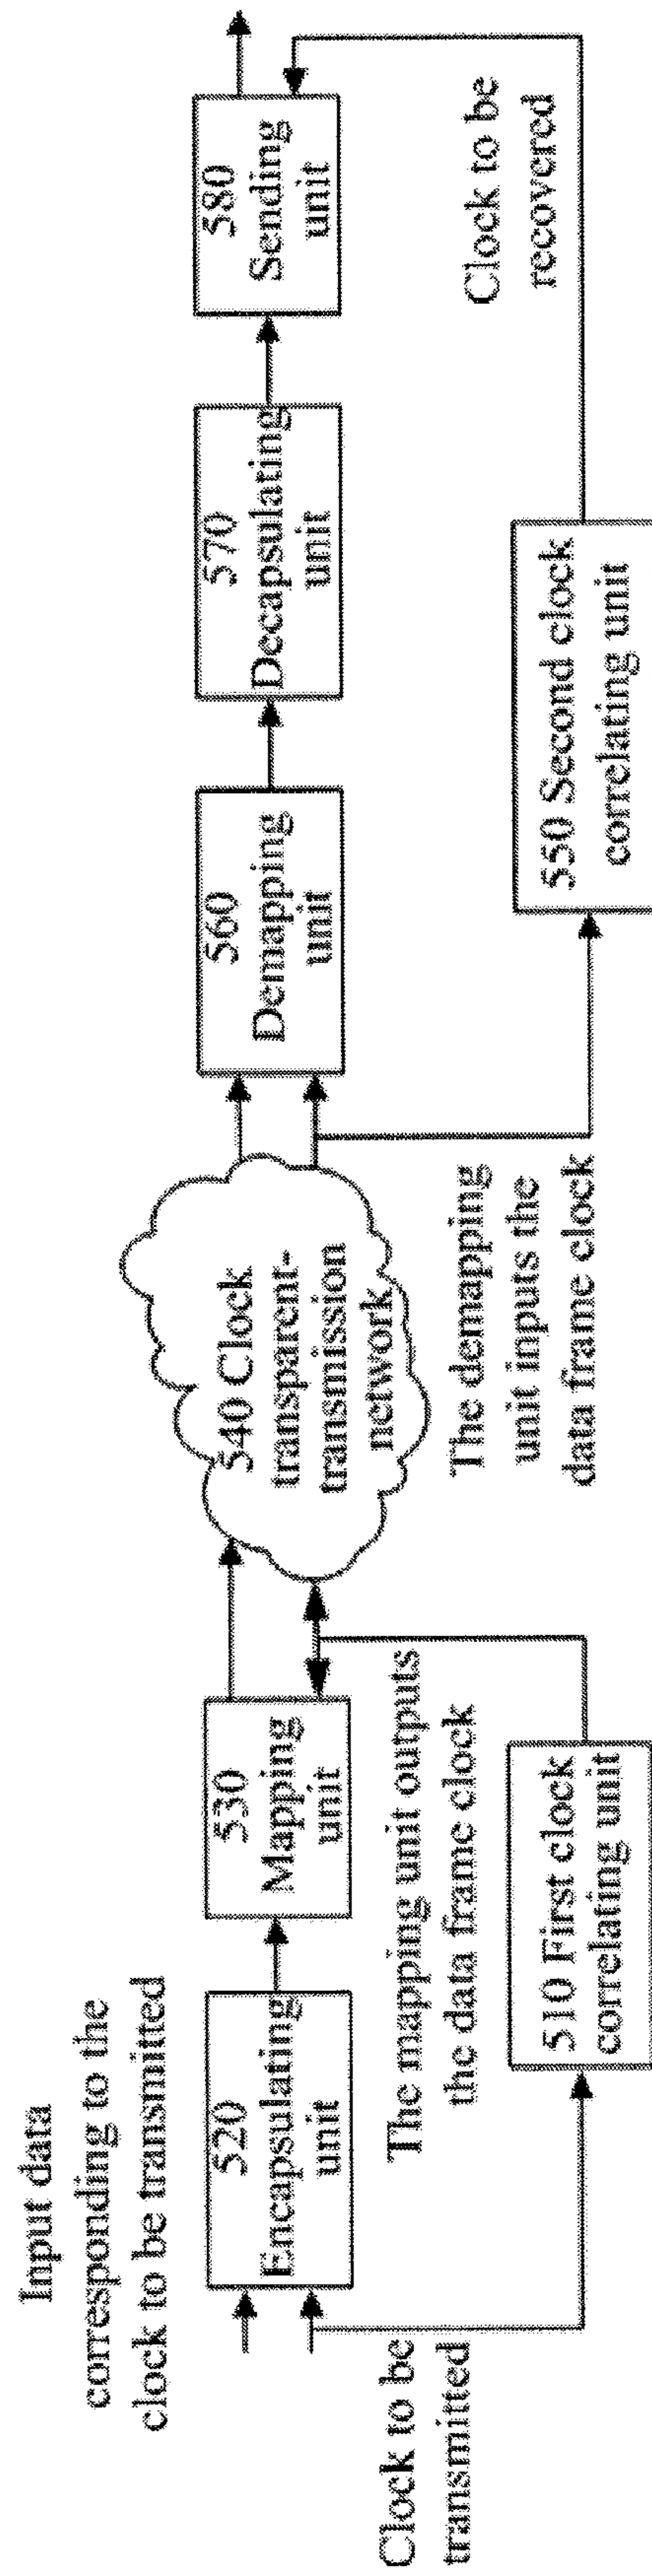 Input data
corresponding to the
clock to be transmitted
Clock to be
transmitted
520
Encapsulating
unit
530
Mapping
unit
The mapping unit outputs
the data frame clock
510 First clock
correlating unit
540 Clock
transparent-
transmission
network
The demapping
unit inputs the
data frame clock
560
Demapping
unit
550 Second clock
correlating unit
570
Decapsulating
unit
580
Sending
unit
Clock to be
recovered